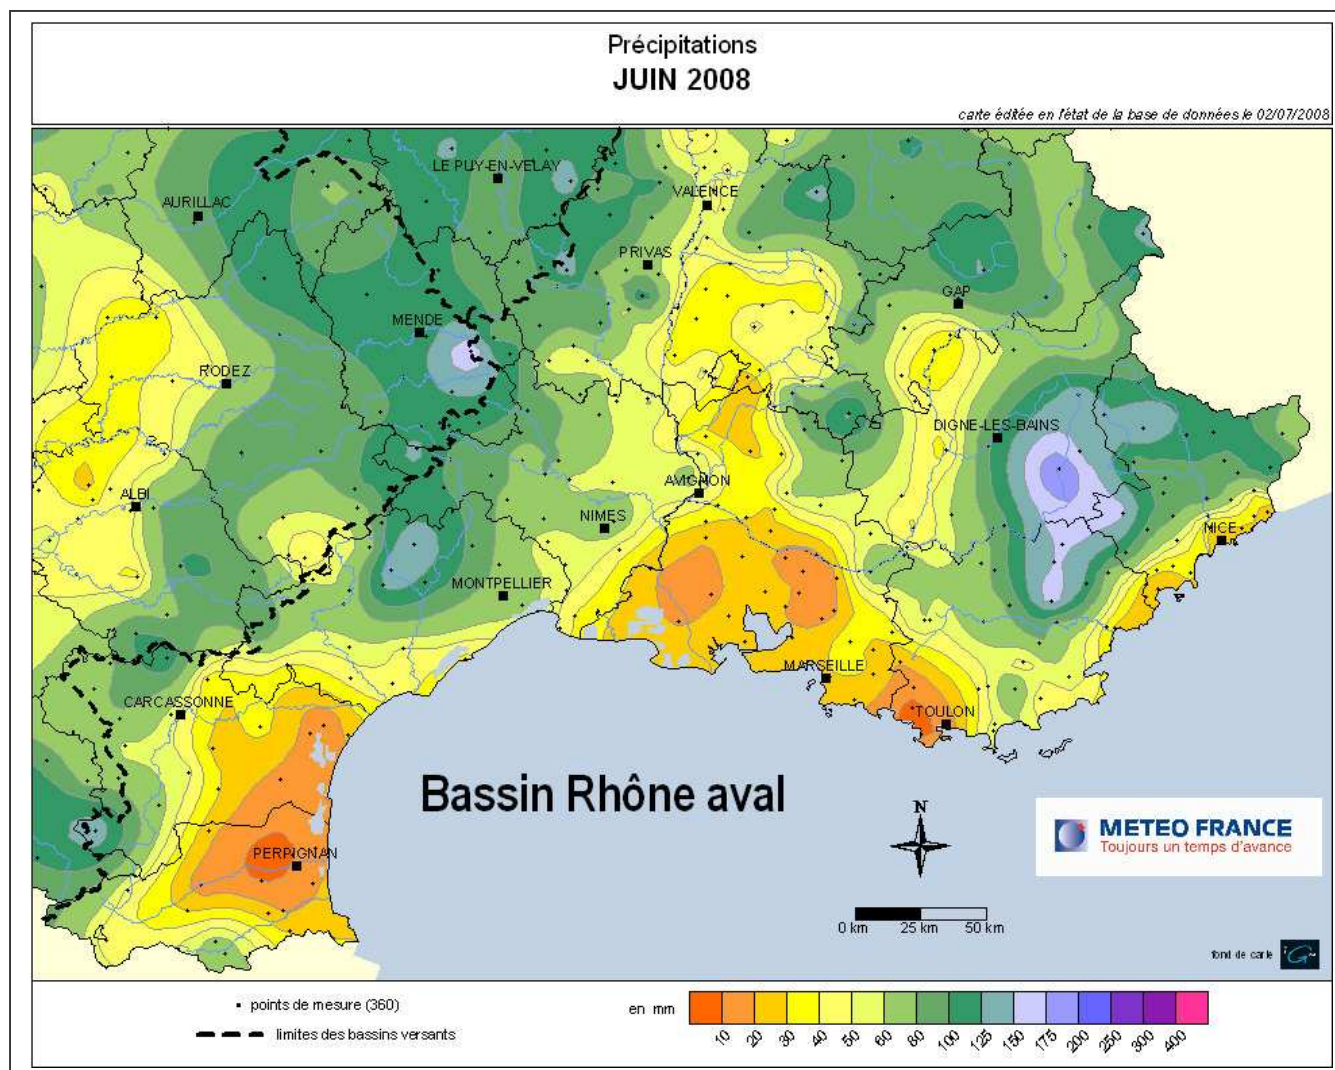 Précipitations
JUIN 2008
carte éditée en l'état de la base de données le 02/07/2008
LE PUY-EN-VELAY
AURILLAC
VALENCE
PRIVAS
GAP
MENDE
RODEZ
DIGNE-LES-BAINS
AVIGNON
ALBI
NIMES
NICE
MONTPELLIER
MARSEILLE
CARCASSONNE
TOULON
Bassin Rhône aval
N
METEO FRANCE
Toujours un temps d'avance
PERPIGNAN
0 km 25 km 50 km
fond de carte
points de mesure (360)
limites des bassins versants
en mm
10 20 30 40 50 60 80 100 125 150 175 200 250 300 400